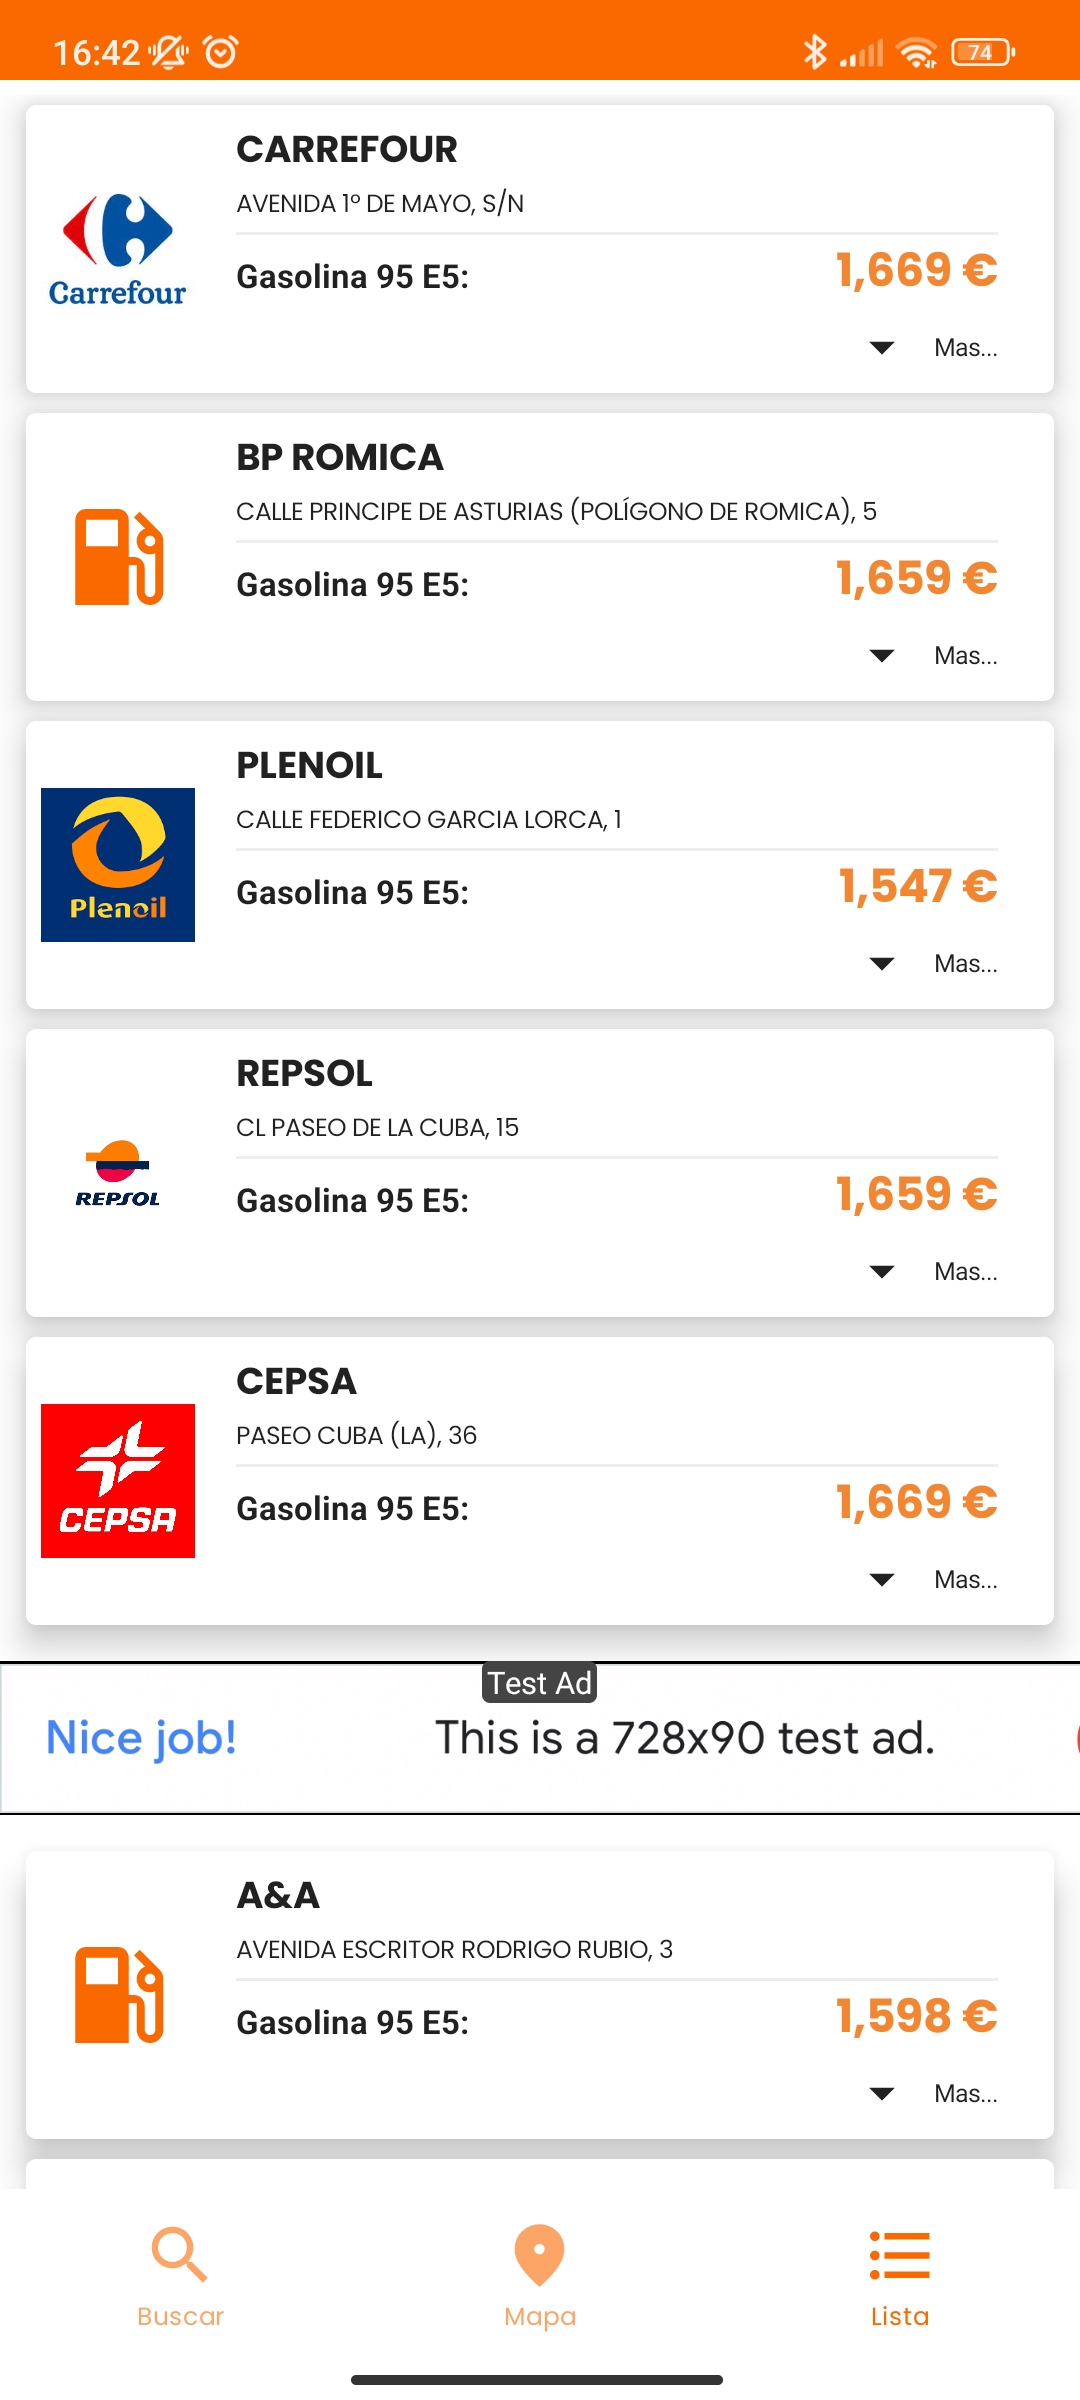 16:42
74
CARREFOUR
AVENIDA 1º DE MAYO, S/N
Carrefour
Gasolina 95 E5:
1,669 €
Mas...
BP ROMICA
CALLE PRINCIPE DE ASTURIAS (POLÍGONO DE ROMICA), 5
Gasolina 95 E5:
1,659 €
Mas...
PLENOIL
CALLE FEDERICO GARCIA LORCA, 1
Plenoil
Gasolina 95 E5:
1,547 €
Mas...
REPSOL
CL PASEO DE LA CUBA, 15
REPSOL
Gasolina 95 E5:
1,659 €
Mas...
CEPSA
PASEO CUBA (LA), 36
CEPSA
Gasolina 95 E5:
1,669 €
Mas...
Test Ad
Nice job!
This is a 728x90 test ad.
A&A
AVENIDA ESCRITOR RODRIGO RUBIO, 3
Gasolina 95 E5:
1,598 €
Mas...
Buscar
Mapa
Lista